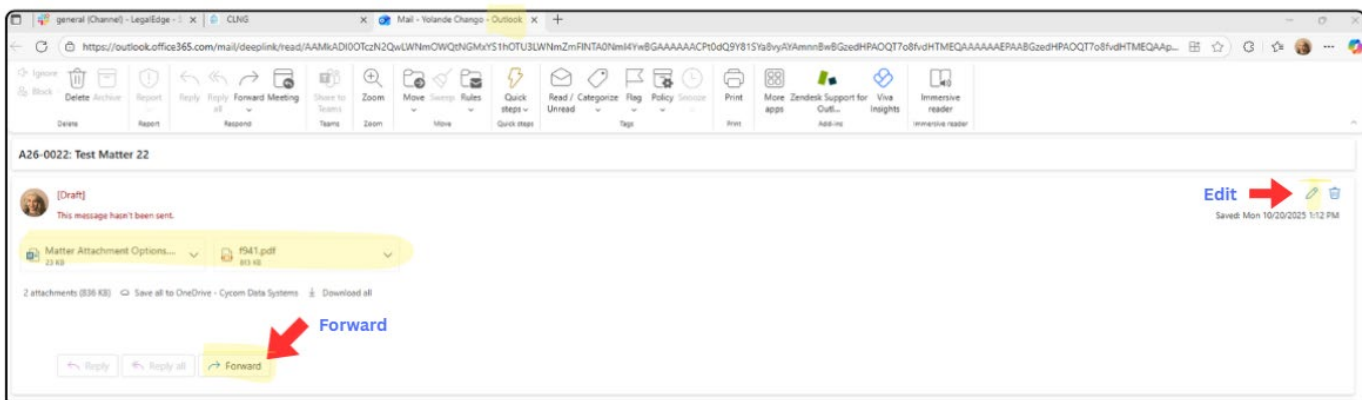 general (Channel) - LegalEdge - S
CLNG
Mail - Yolande Chango - Outlook
https://outlook.office365.com/mail/deeplink/read/
Ignore
Block
Delete
Archive
Report
Reply
Reply all
Forward
Meeting
Share to Teams
Zoom
Move
Sweep
Rules
Quick steps
Read / Unread
Categorize
Flag
Policy
Snooze
Print
More apps
Zendesk Support for Outl...
Viva Insights
Immersive reader
Delete
Report
Respond
Teams
Zoom
Move
Quick steps
Tags
Print
Add-ins
Immersive reader
A26-0022: Test Matter 22
[Draft]
This message hasn't been sent.
Edit
Saved: Mon 10/20/2025 1:12 PM
Matter Attachment Options....
23 KB
f941.pdf
813 KB
2 attachments (836 KB) Save all to OneDrive - Cycom Data Systems Download all
Forward
Reply
Reply all
Forward